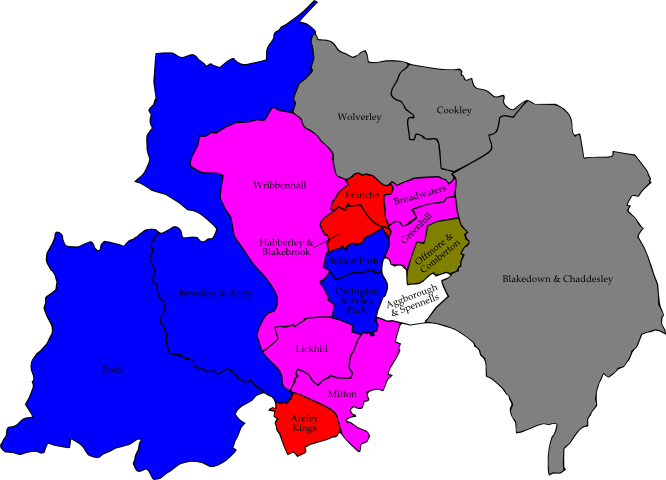 Cookley
Wolverley
Wribbenhall
Franche
Broadwaters
Greenhill
Habberley &
Blakebrook
Sutton Park
Offmore &
Comberton
Blakedown & Chaddesley
Bewdley & Arley
Oldington
& Foley
Park
Aggborough
& Spennells
Lickhill
Rock
Mitton
Areley
Kings